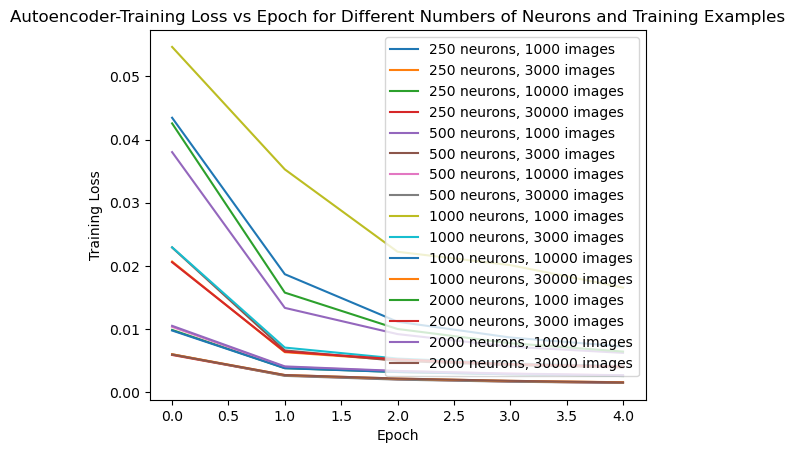 Autoencoder-Training Loss vs Epoch for Different Numbers of Neurons and Training Examples
250 neurons, 1000 images
250 neurons, 3000 images
250 neurons, 10000 images
250 neurons, 30000 images
500 neurons, 1000 images
500 neurons, 3000 images
500 neurons, 10000 images
500 neurons, 30000 images
1000 neurons, 1000 images
1000 neurons, 3000 images
1000 neurons, 10000 images
1000 neurons, 30000 images
2000 neurons, 1000 images
2000 neurons, 3000 images
2000 neurons, 10000 images
2000 neurons, 30000 images
Training Loss
0.05
0.04
0.03
0.02
0.01
0.00
0.0 0.5 1.0 1.5 2.0 2.5 3.0 3.5 4.0
Epoch